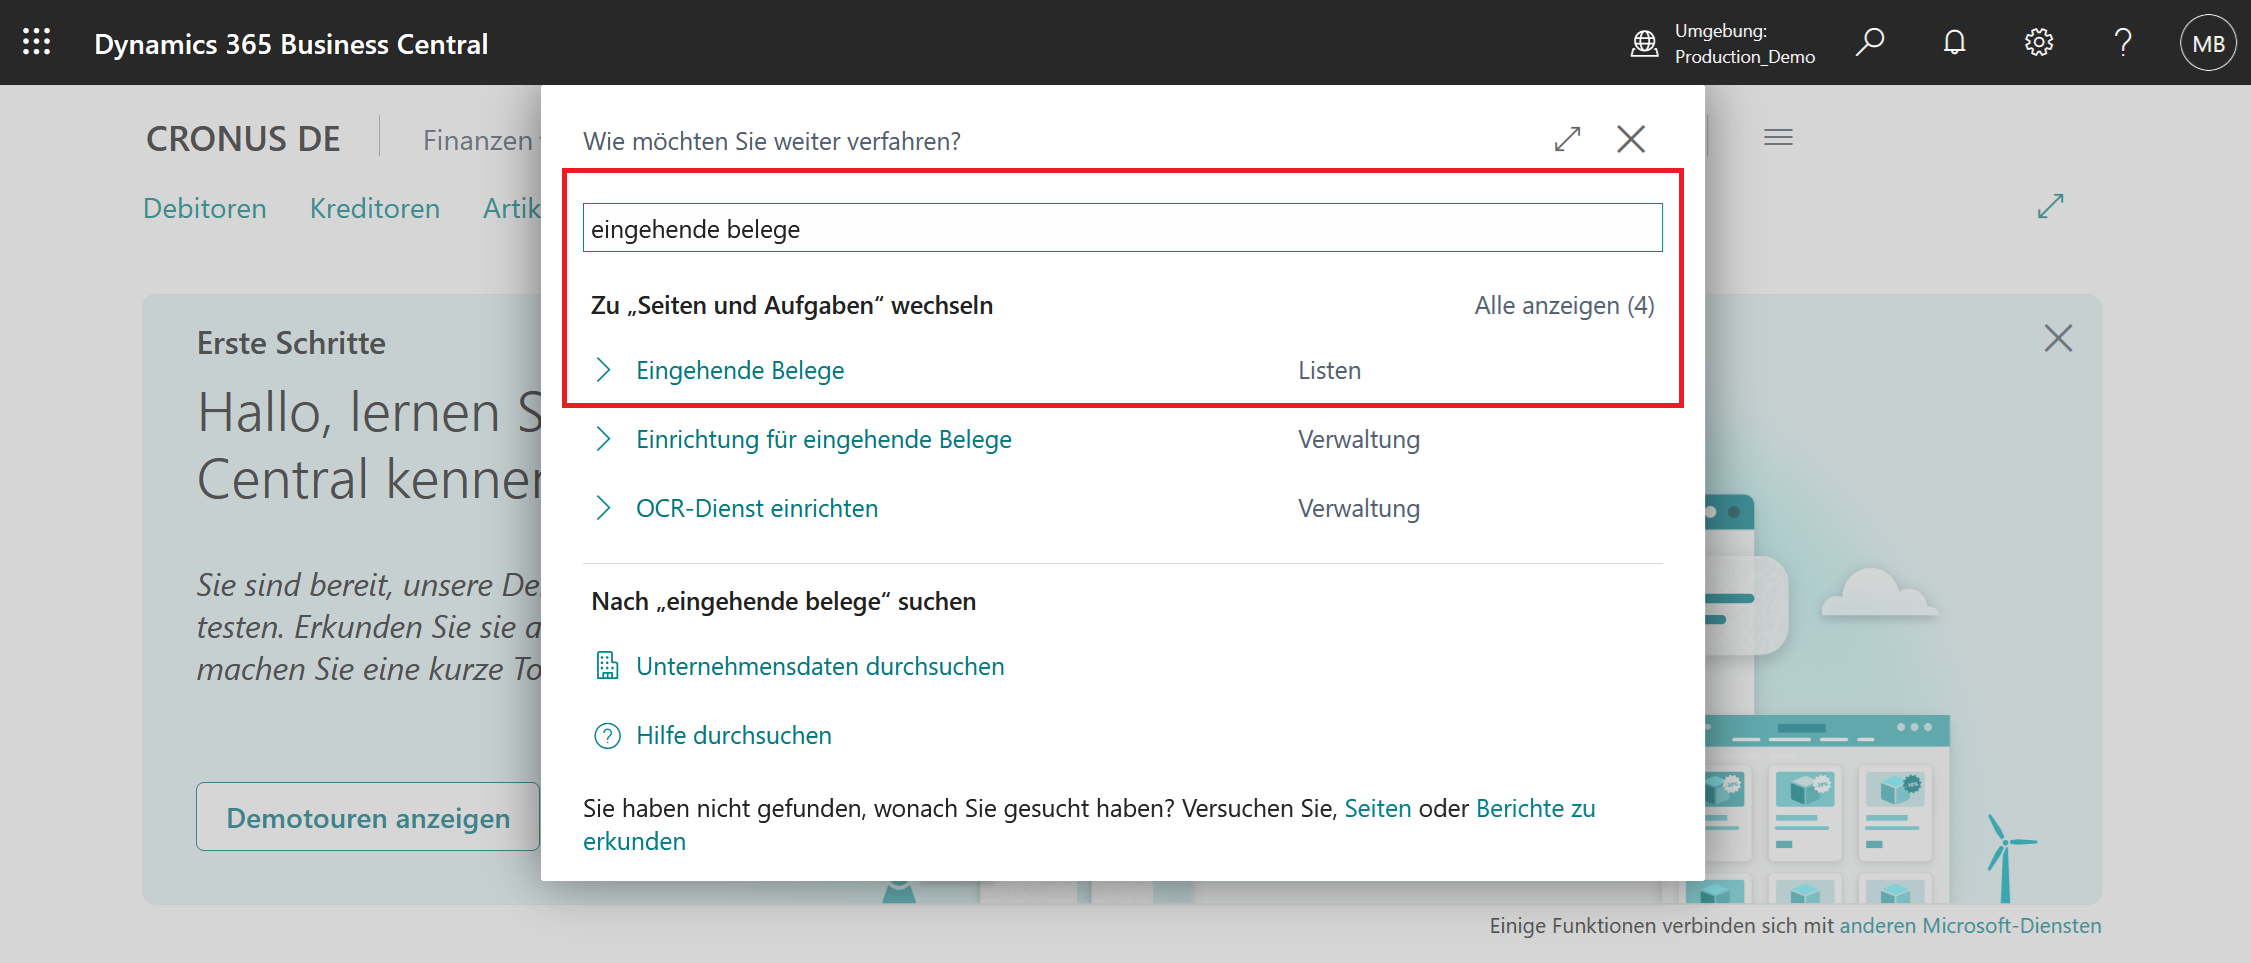 Dynamics 365 Business Central
Umgebung:
Production_Demo
MB
CRONUS DE
Finanzen
Debitoren Kreditoren
Wie möchten Sie weiter verfahren?
eingehende belege
Zu „Seiten und Aufgaben“ wechseln Alle anzeigen (4)
Eingehende Belege Listen
Einrichtung für eingehende Belege Verwaltung
OCR-Dienst einrichten Verwaltung
Nach „eingehende belege“ suchen
Unternehmensdaten durchsuchen
Hilfe durchsuchen
Sie haben nicht gefunden, wonach Sie gesucht haben? Versuchen Sie, Seiten oder Berichte zu
erkunden
Erste Schritte
Hallo, lernen
Central
Sie sind bereit, unsere
testen. Erkunden Sie sie
machen Sie eine kurze
Demotouren anzeigen
Einige Funktionen verbinden sich mit anderen Microsoft-Diensten